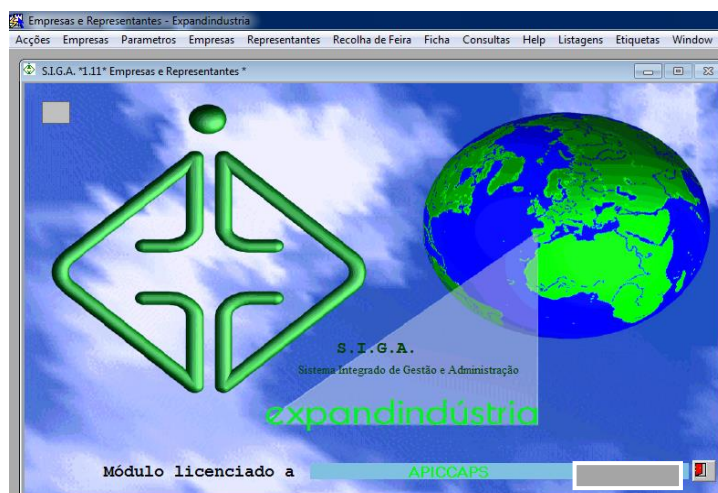 Empresas e Representantes - Expandindustria
Acções Empresas Parametros Empresas Representantes Recolha de Feira Ficha Consultas Help Listagens Etiquetas Window
S.I.G.A. *1.11* Empresas e Representantes *
S.I.G.A.
Sistema Integrado de Gestão e Administração
expandindústria
Módulo licenciado a APICCAPS